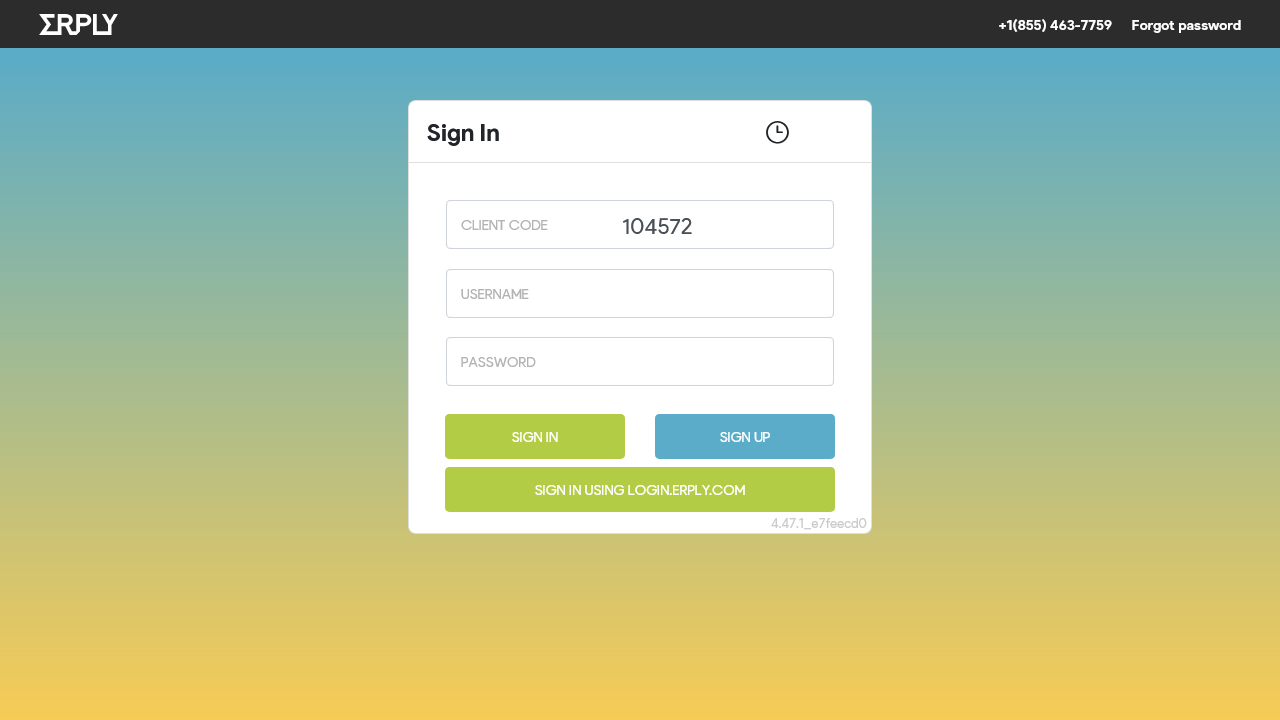 ERPLY
+1(855) 463-7759
Forgot password
Sign In
CLIENT CODE
104572
USERNAME
PASSWORD
SIGN IN
SIGN UP
SIGN IN USING LOGIN.ERPLY.COM
4.47.1_e7feecd0